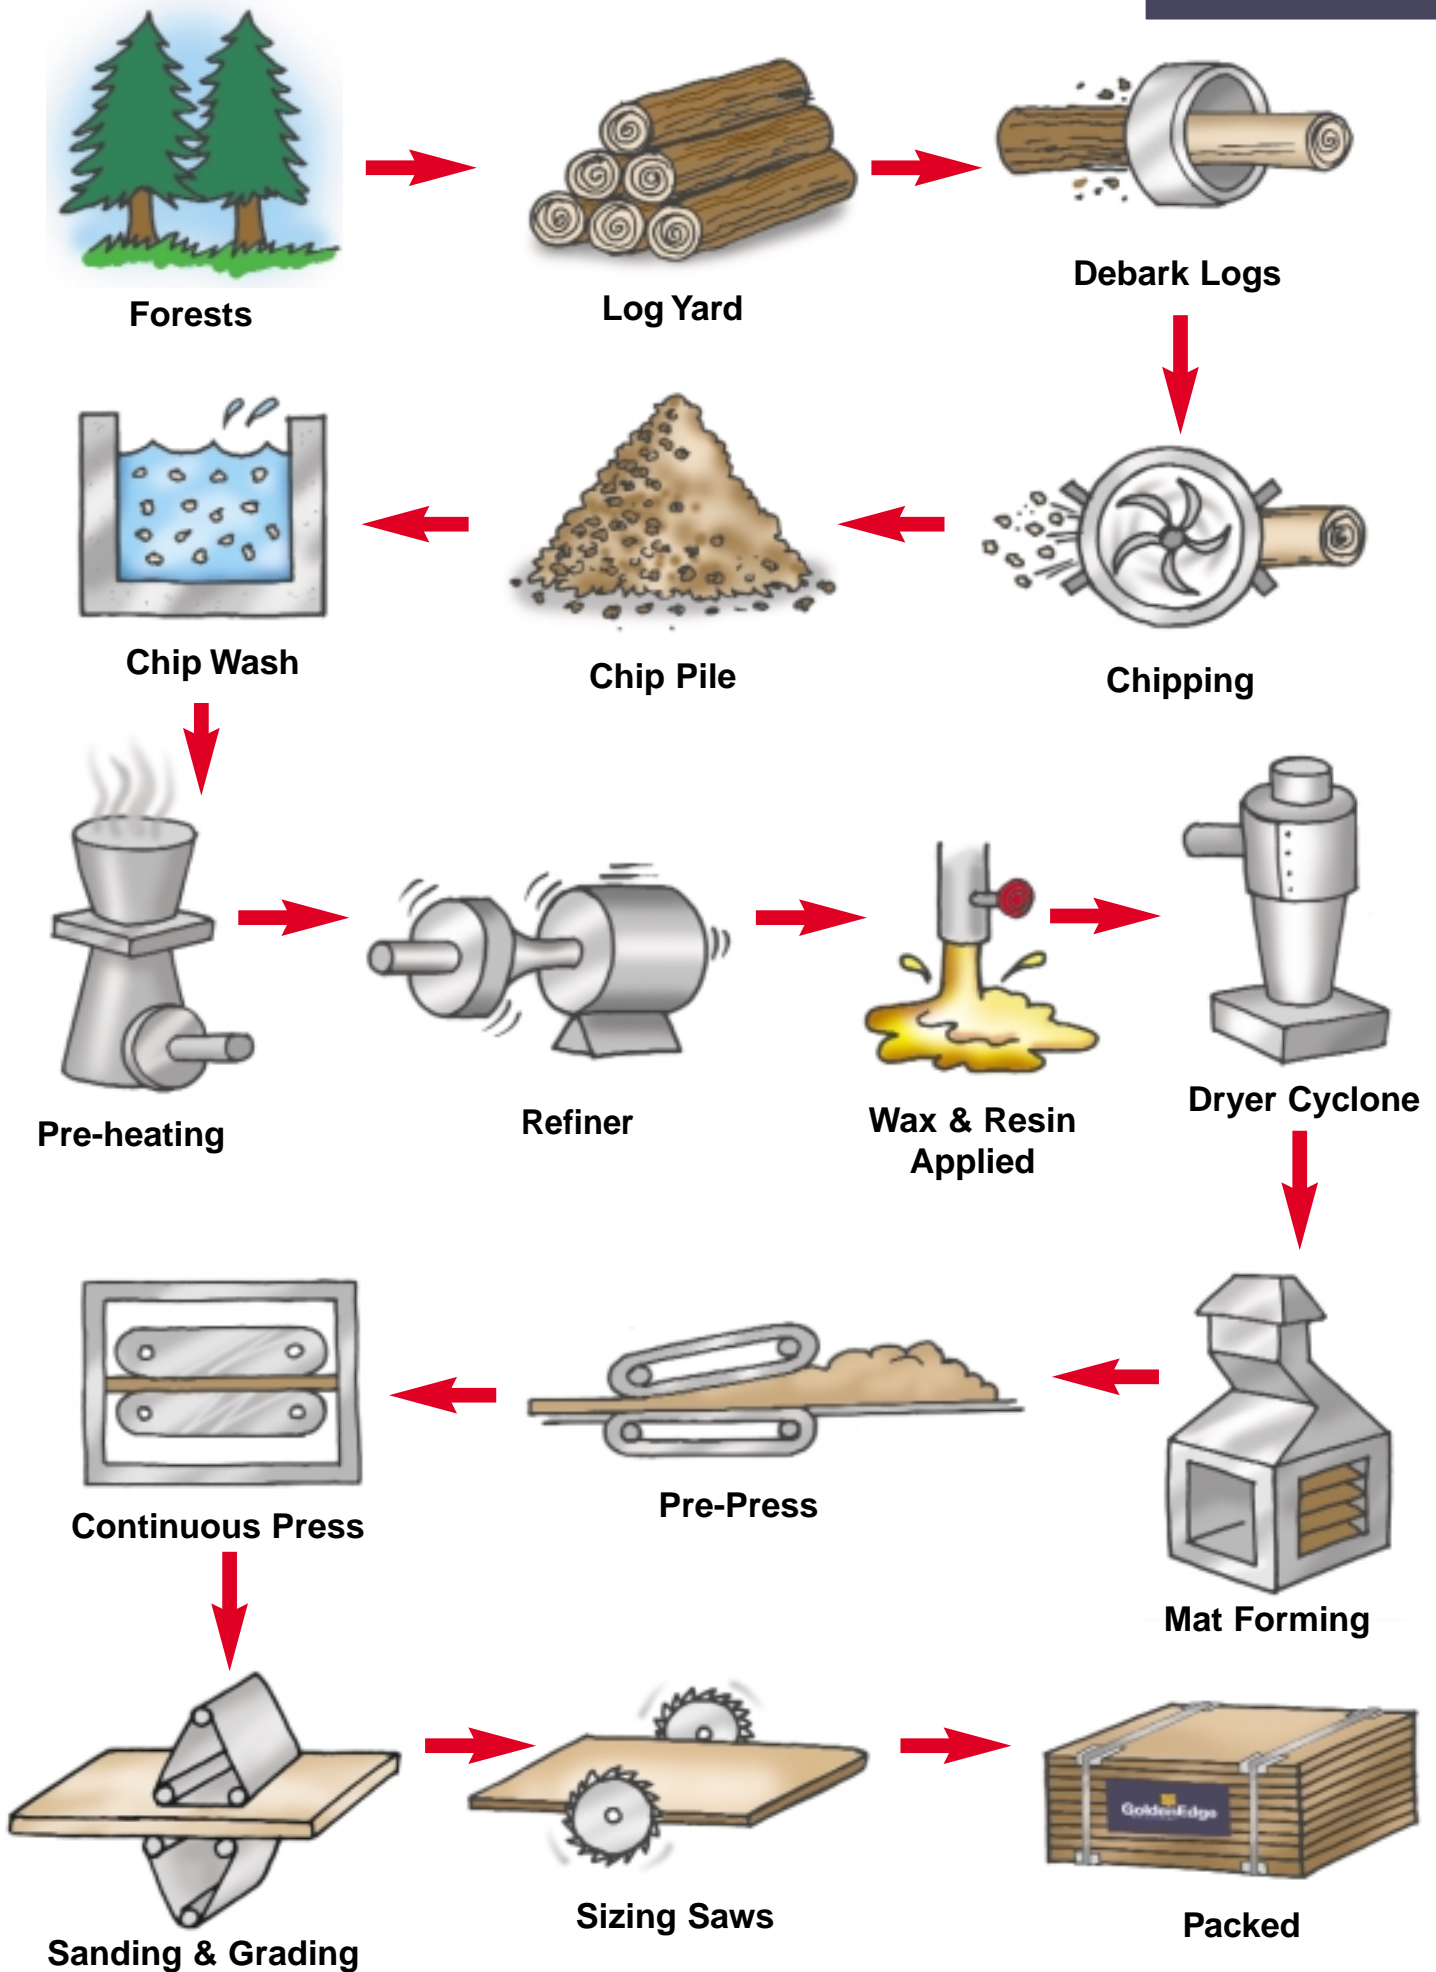 Forests
Log Yard
Debark Logs
Chip Wash
Chip Pile
Chipping
Pre-heating
Refiner
Wax & Resin
Applied
Dryer Cyclone
Continuous Press
Pre-Press
Mat Forming
GoldenEdge
Sanding & Grading
Sizing Saws
Packed